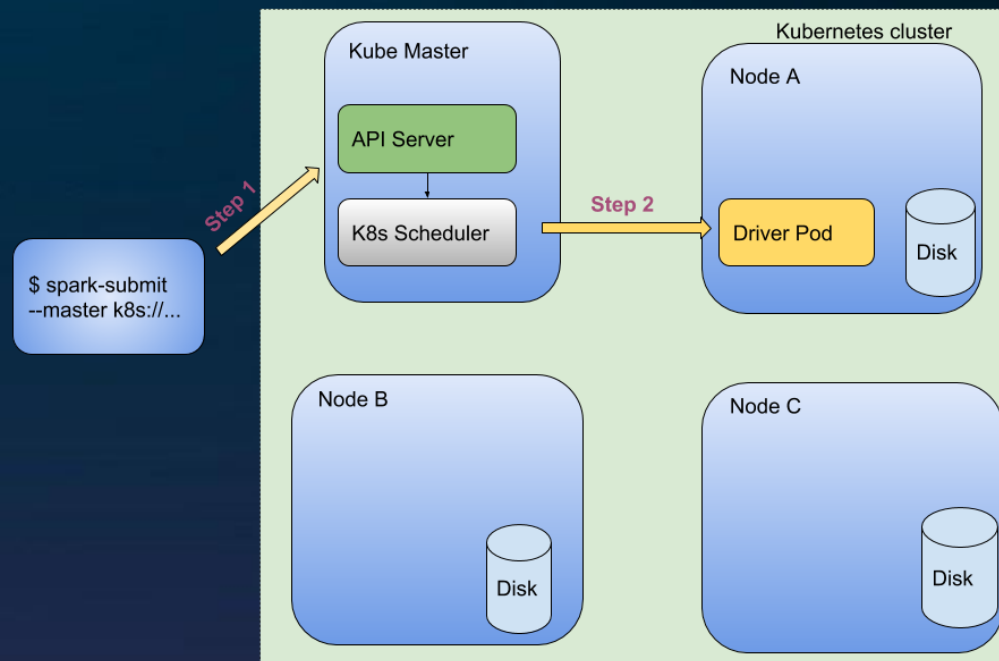 Kubernetes cluster
Kube Master
API Server
K8s Scheduler
Step 1
$ spark-submit
--master k8s://...
Step 2
Node A
Driver Pod
Disk
Node B
Disk
Node C
Disk